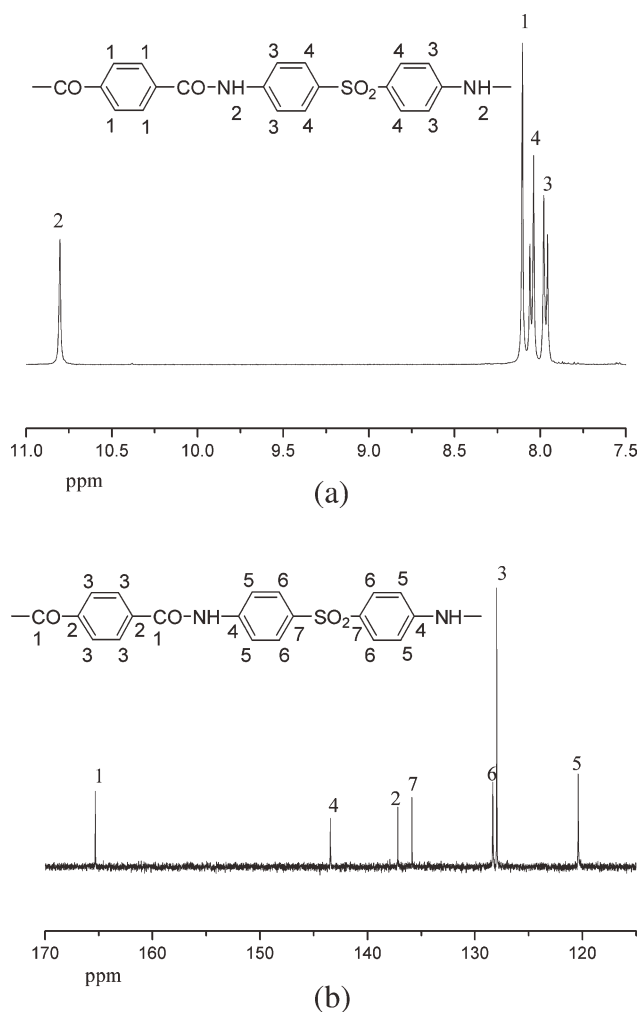 1
1 1 3 4 4 3
CO CO NH SO2 NH
1 1 2 3 4 4 3 2
4
3
2
11.0 10.5 10.0 9.5 9.0 8.5 8.0 7.5
ppm
(a)
3
3 3 5 6 6 5
CO CO NH SO2 NH
1 2 2 1 4 7 7 4
3 3 5 6 6 5
1
4
2
7
6
5
170 160 150 140 130 120
ppm
(b)